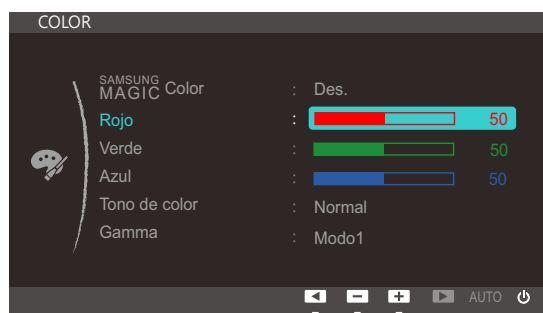 COLOR
SAMSUNG MAGIC Color : Des.
Rojo : 50
Verde : 50
Azul : 50
Tono de color : Normal
Gamma : Modo1
AUTO